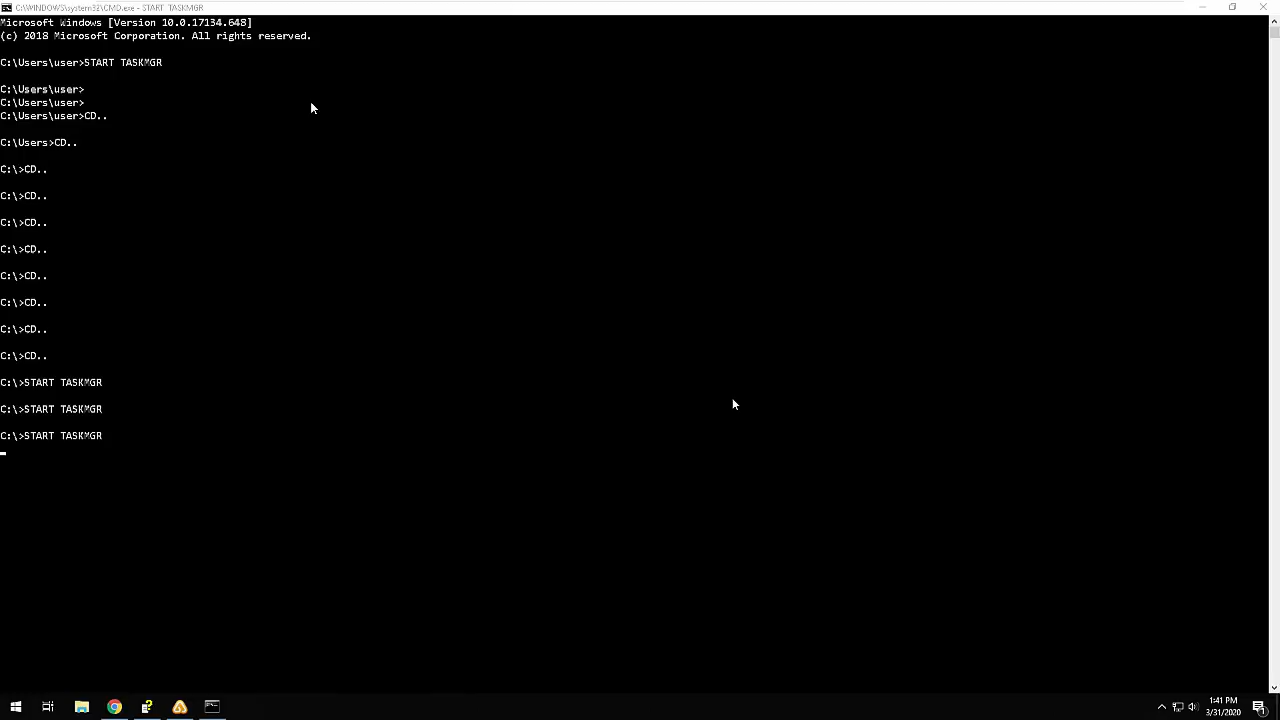 C:\WINDOWS\system32\CMD.exe - START TASKMGR
Microsoft Windows [Version 10.0.17134.648]
(c) 2018 Microsoft Corporation. All rights reserved.
C:\Users\user>START TASKMGR
C:\Users\user>
C:\Users\user>
C:\Users\user>CD..
C:\Users>CD..
C:\>CD..
C:\>CD..
C:\>CD..
C:\>CD..
C:\>CD..
C:\>CD..
C:\>CD..
C:\>CD..
C:\>START TASKMGR
C:\>START TASKMGR
C:\>START TASKMGR
1:41 PM
3/31/2020